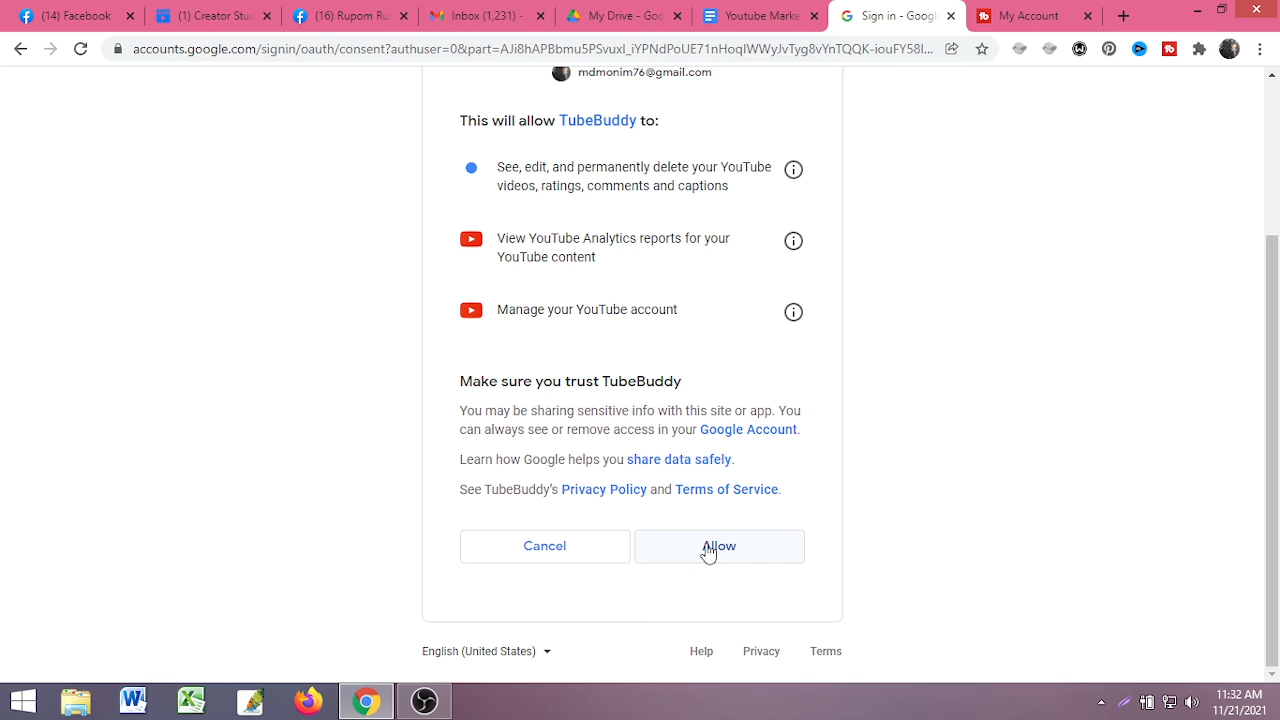 (14) Facebook
(1) Creator Stu
(16) Rupom Ru
Inbox (1,231) -
My Drive - Goo
Youtube Marke
Sign in - Googl
My Account
accounts.google.com/signin/oauth/consent?authuser=0&part=
mdmonim76@gmail.com
This will allow TubeBuddy to:
See, edit, and permanently delete your YouTube
videos, ratings, comments and captions
View YouTube Analytics reports for your
YouTube content
Manage your YouTube account
Make sure you trust TubeBuddy
You may be sharing sensitive info with this site or app. You
can always see or remove access in your Google Account.
Learn how Google helps you share data safely.
See TubeBuddy's Privacy Policy and Terms of Service.
Cancel
Allow
English (United States)
Help
Privacy
Terms
11:32 AM
11/21/2021